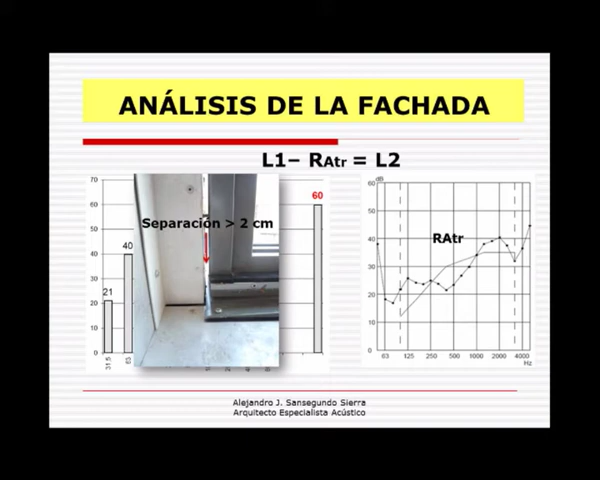 ANÁLISIS DE LA FACHADA
L1– RAtr = L2
70
60
50
40
30
20
10
0
21
40
60
31.5
63
Separación > 2 cm
dB
60
50
40
30
20
10
0
RAtr
63 125 250 500 1000 2000 4000
Hz
Alejandro J. Sansegundo Sierra
Arquitecto Especialista Acústico